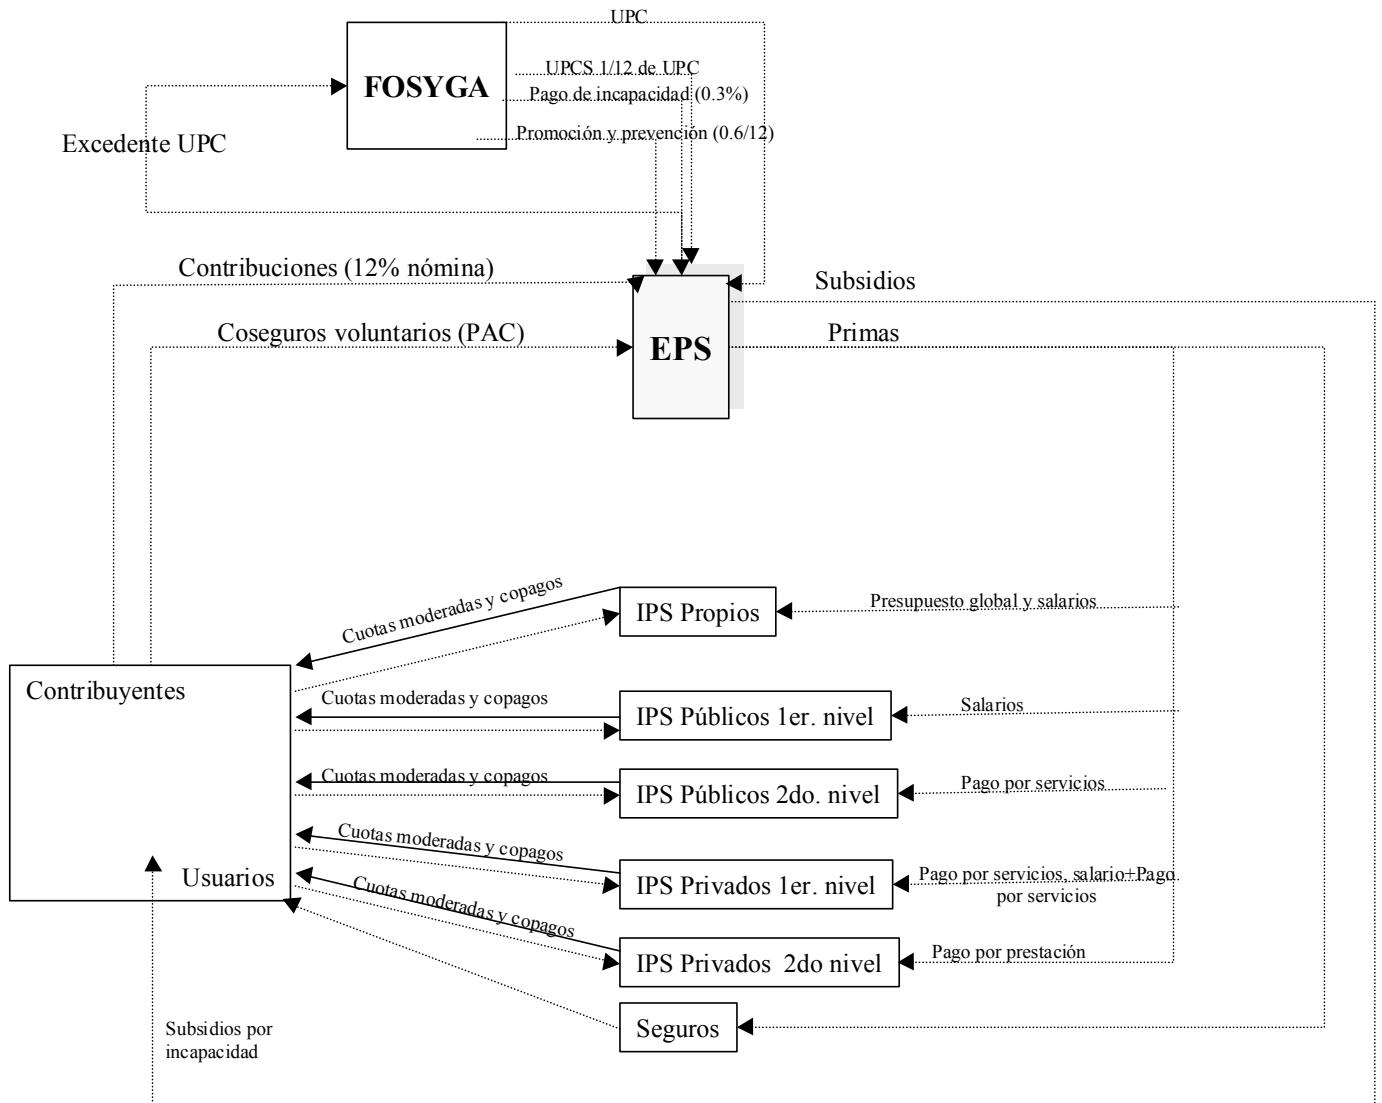 UPC
UPCS 1/12 de UPC
FOSYGA
Pago de incapacidad (0.3%)
Promoción y prevención (0.6/12)
Excedente UPC
Contribuciones (12% nómina)
Subsidios
Coseguros voluntarios (PAC)
EPS
Primas
Cuotas moderadas y copagos
IPS Propios
Presupuesto global y salarios
Contribuyentes
Cuotas moderadas y copagos
IPS Públicos 1er. nivel
Salarios
Cuotas moderadas y copagos
IPS Públicos 2do. nivel
Pago por servicios
Cuotas moderadas y copagos
Usuarios
IPS Privados 1er. nivel
Pago por servicios, salario+Pago
por servicios
Cuotas moderadas y copagos
IPS Privados 2do nivel
Pago por prestación
Seguros
Subsidios por
incapacidad